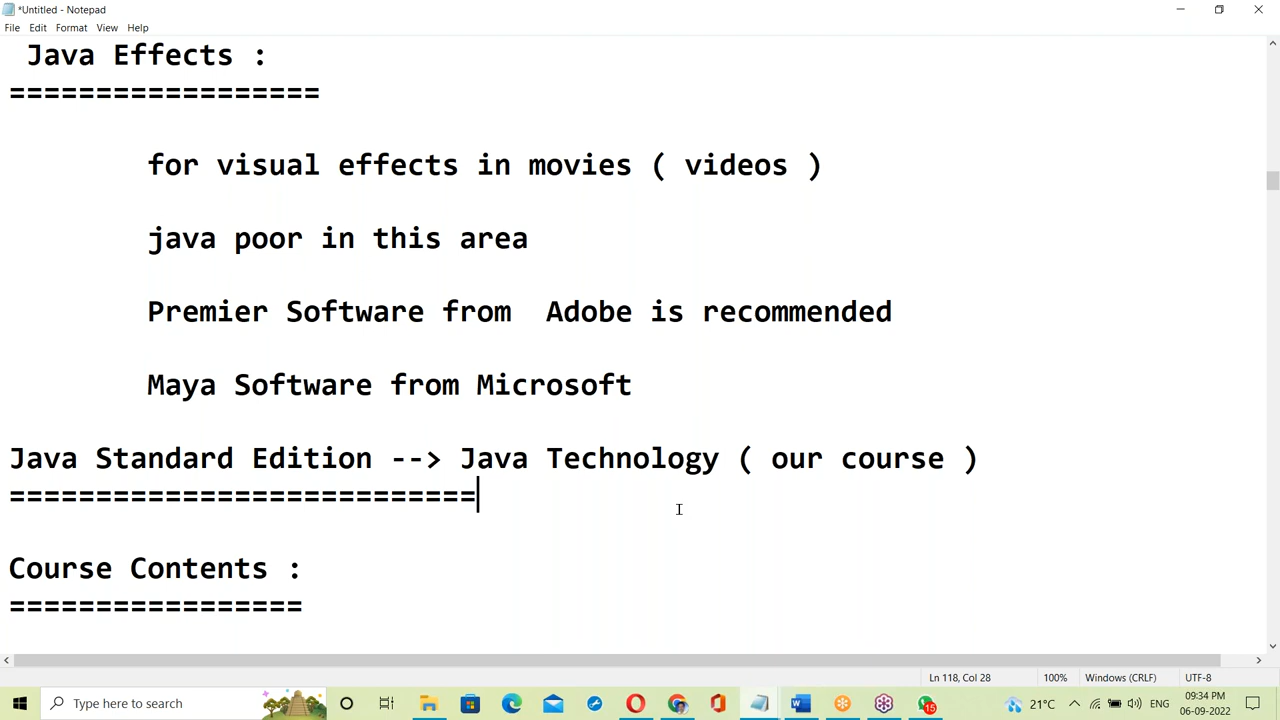 *Untitled - Notepad
File Edit Format View Help
Java Effects :
==================
for visual effects in movies ( videos )
java poor in this area
Premier Software from  Adobe is recommended
Maya Software from Microsoft
Java Standard Edition --> Java Technology ( our course )
===========================
Course Contents :
=================
Ln 118, Col 28 100% Windows (CRLF) UTF-8
Type here to search 15 21°C ENG 09:34 PM 06-09-2022